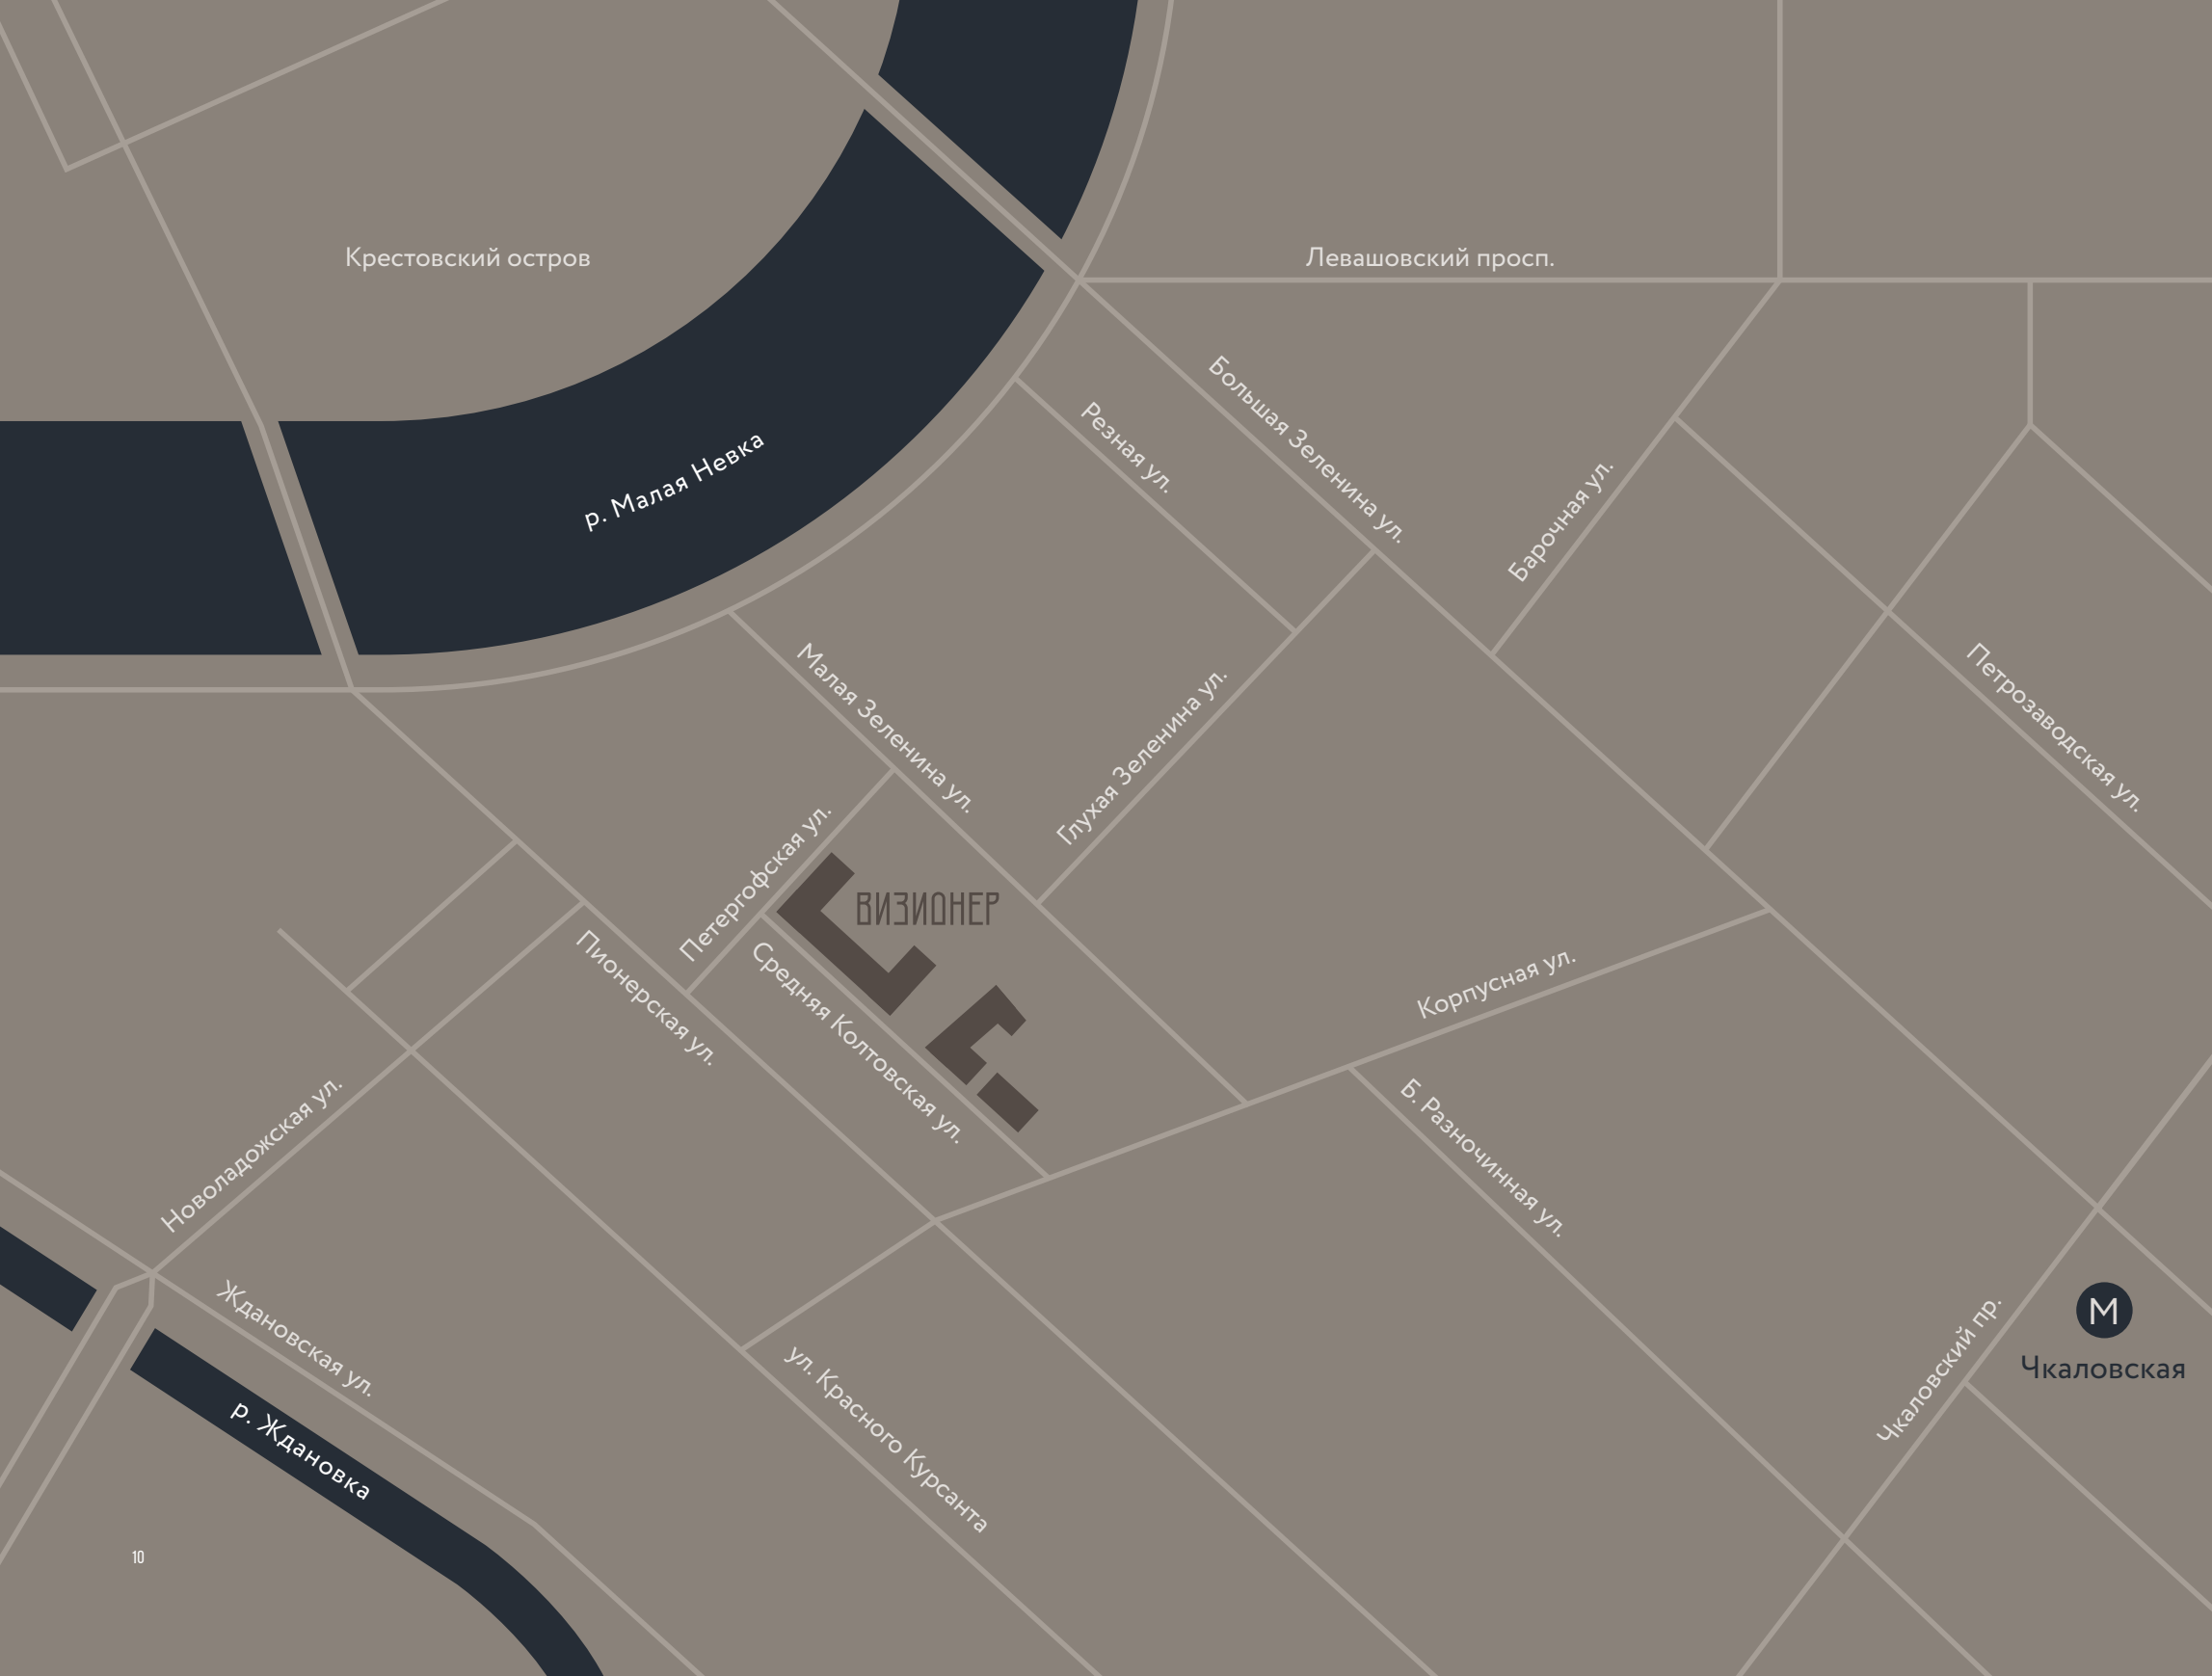 Крестовский остров
Левашовский просп.
р. Малая Невка
Резная ул.
Большая Зеленина ул.
Барочная ул.
Петрозаводская ул.
Малая Зеленина ул.
Глухая Зеленина ул.
Петергофская ул.
ВИЗИОНЕР
Пионерская ул.
Средняя Колтовская ул.
Корпусная ул.
Новоладожская ул.
Б. Разночинная ул.
Ждановская ул.
р. Ждановка
ул. Красного Курсанта
Чкаловский пр.
М
Чкаловская
10